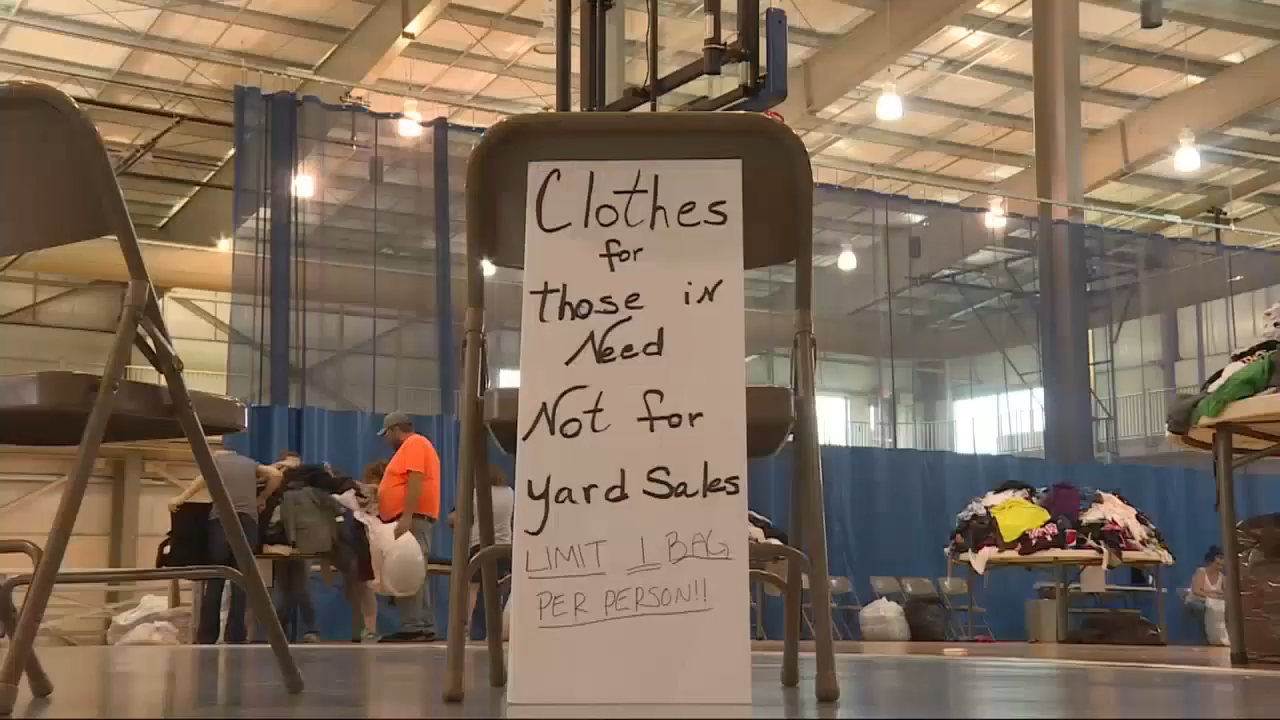 Clothes
for
those in
Need
Not for
yard Sales
LIMIT 1 BAG
PER PERSON!!